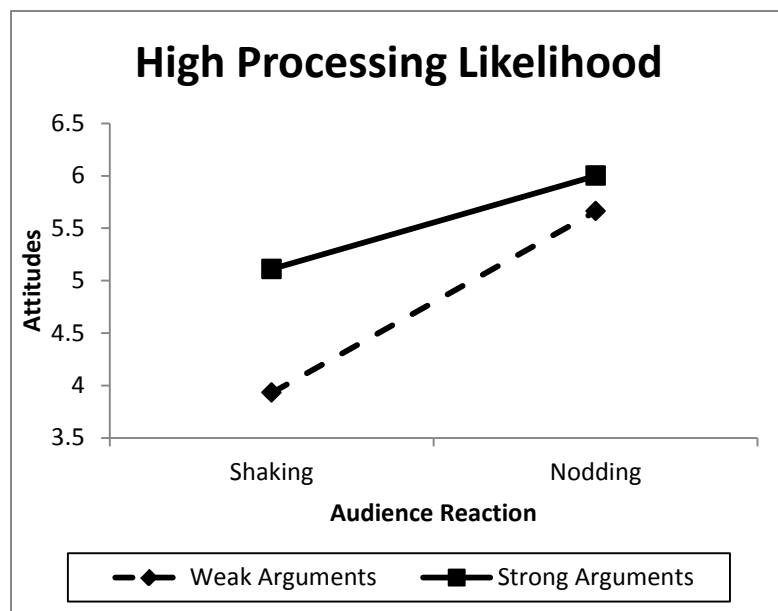 High Processing Likelihood
6.5
6
5.5
5
4.5
4
3.5
Attitudes
Shaking Nodding
Audience Reaction
Weak Arguments Strong Arguments